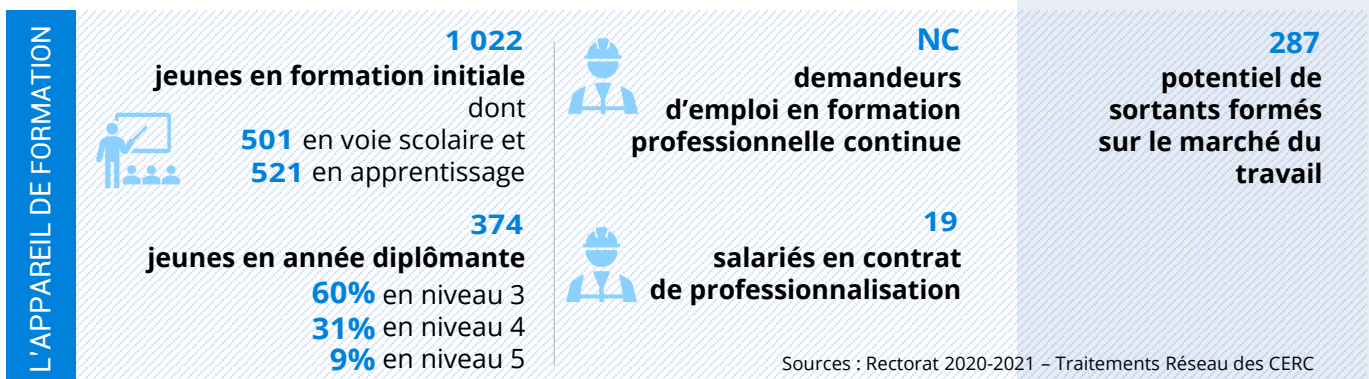 L'APPAREIL DE FORMATION
1 022
jeunes en formation initiale
dont
501 en voie scolaire et
521 en apprentissage
374
jeunes en année diplômante
60% en niveau 3
31% en niveau 4
9% en niveau 5
NC
demandeurs
d'emploi en formation
professionnelle continue
19
salariés en contrat
de professionnalisation
287
potentiel de
sortants formés
sur le marché du
travail
Sources : Rectorat 2020-2021 – Traitements Réseau des CERC